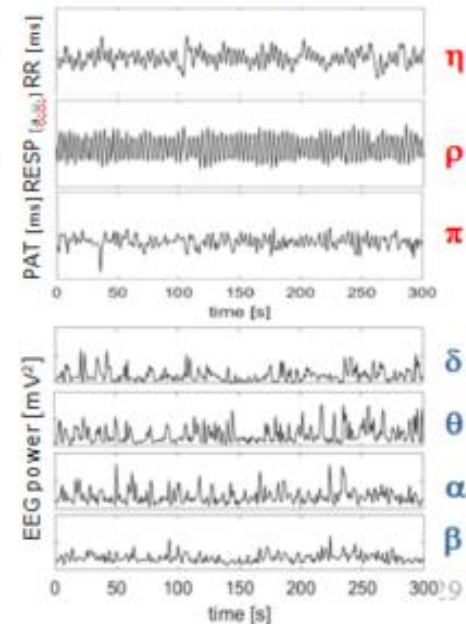 RR [ms]
η
RESP [a.u.]
ρ
PAT [ms]
π
0 50 100 150 200 250 300
time [s]
EEG power [mV²]
δ
θ
α
β
0 50 100 150 200 250 300
29
time [s]